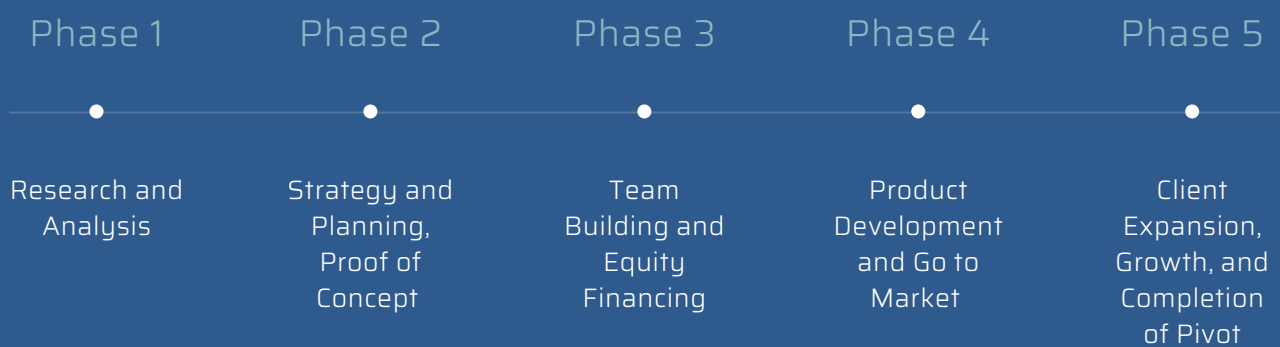 Phase 1
Research and
Analysis
Phase 2
Strategy and
Planning,
Proof of
Concept
Phase 3
Team
Building and
Equity
Financing
Phase 4
Product
Development
and Go to
Market
Phase 5
Client
Expansion,
Growth, and
Completion
of Pivot